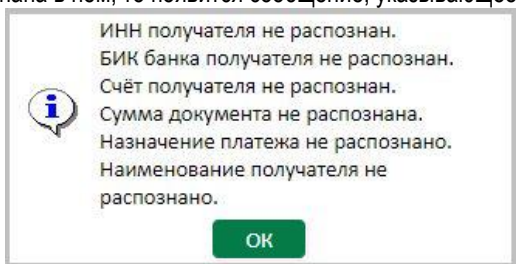 ИНН получателя не распознан.
БИК банка получателя не распознан.
Счёт получателя не распознан.
Сумма документа не распознана.
Назначение платежа не распознано.
Наименование получателя не
распознано.
ОК